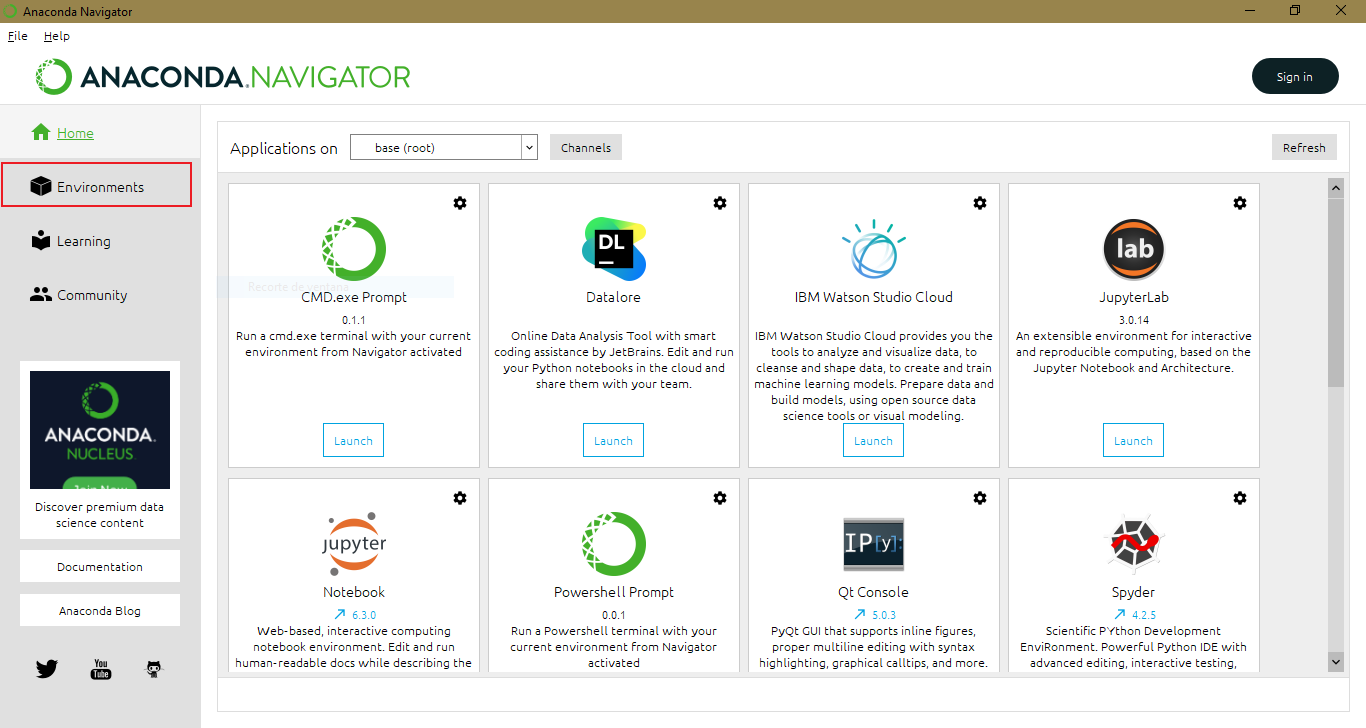 Anaconda Navigator
File Help
ANACONDA.NAVIGATOR
Sign in
Home
Environments
Learning
Community
ANACONDA.
NUCLEUS
Join Now
Discover premium data
science content
Documentation
Anaconda Blog
You
Tube
Applications on base (root) Channels Refresh
Recorte de ventana
CMD.exe Prompt
0.1.1
Run a cmd.exe terminal with your current
environment from Navigator activated
Launch
DL
Datalore
Online Data Analysis Tool with smart
coding assistance by JetBrains. Edit and run
your Python notebooks in the cloud and
share them with your team.
Launch
IBM Watson Studio Cloud
IBM Watson Studio Cloud provides you the
tools to analyze and visualize data, to
cleanse and shape data, to create and train
machine learning models. Prepare data and
build models, using open source data
science tools or visual modeling.
Launch
lab
JupyterLab
3.0.14
An extensible environment for interactive
and reproducible computing, based on the
Jupyter Notebook and Architecture.
Launch
jupyter
Notebook
6.3.0
Web-based, interactive computing
notebook environment. Edit and run
human-readable docs while describing the
Powershell Prompt
0.0.1
Run a Powershell terminal with your
current environment from Navigator
activated
IP[y]:
Qt Console
5.0.3
PyQt GUI that supports inline figures,
proper multiline editing with syntax
highlighting, graphical calltips, and more.
Spyder
4.2.5
Scientific PYthon Development
EnviRonment. Powerful Python IDE with
advanced editing, interactive testing,